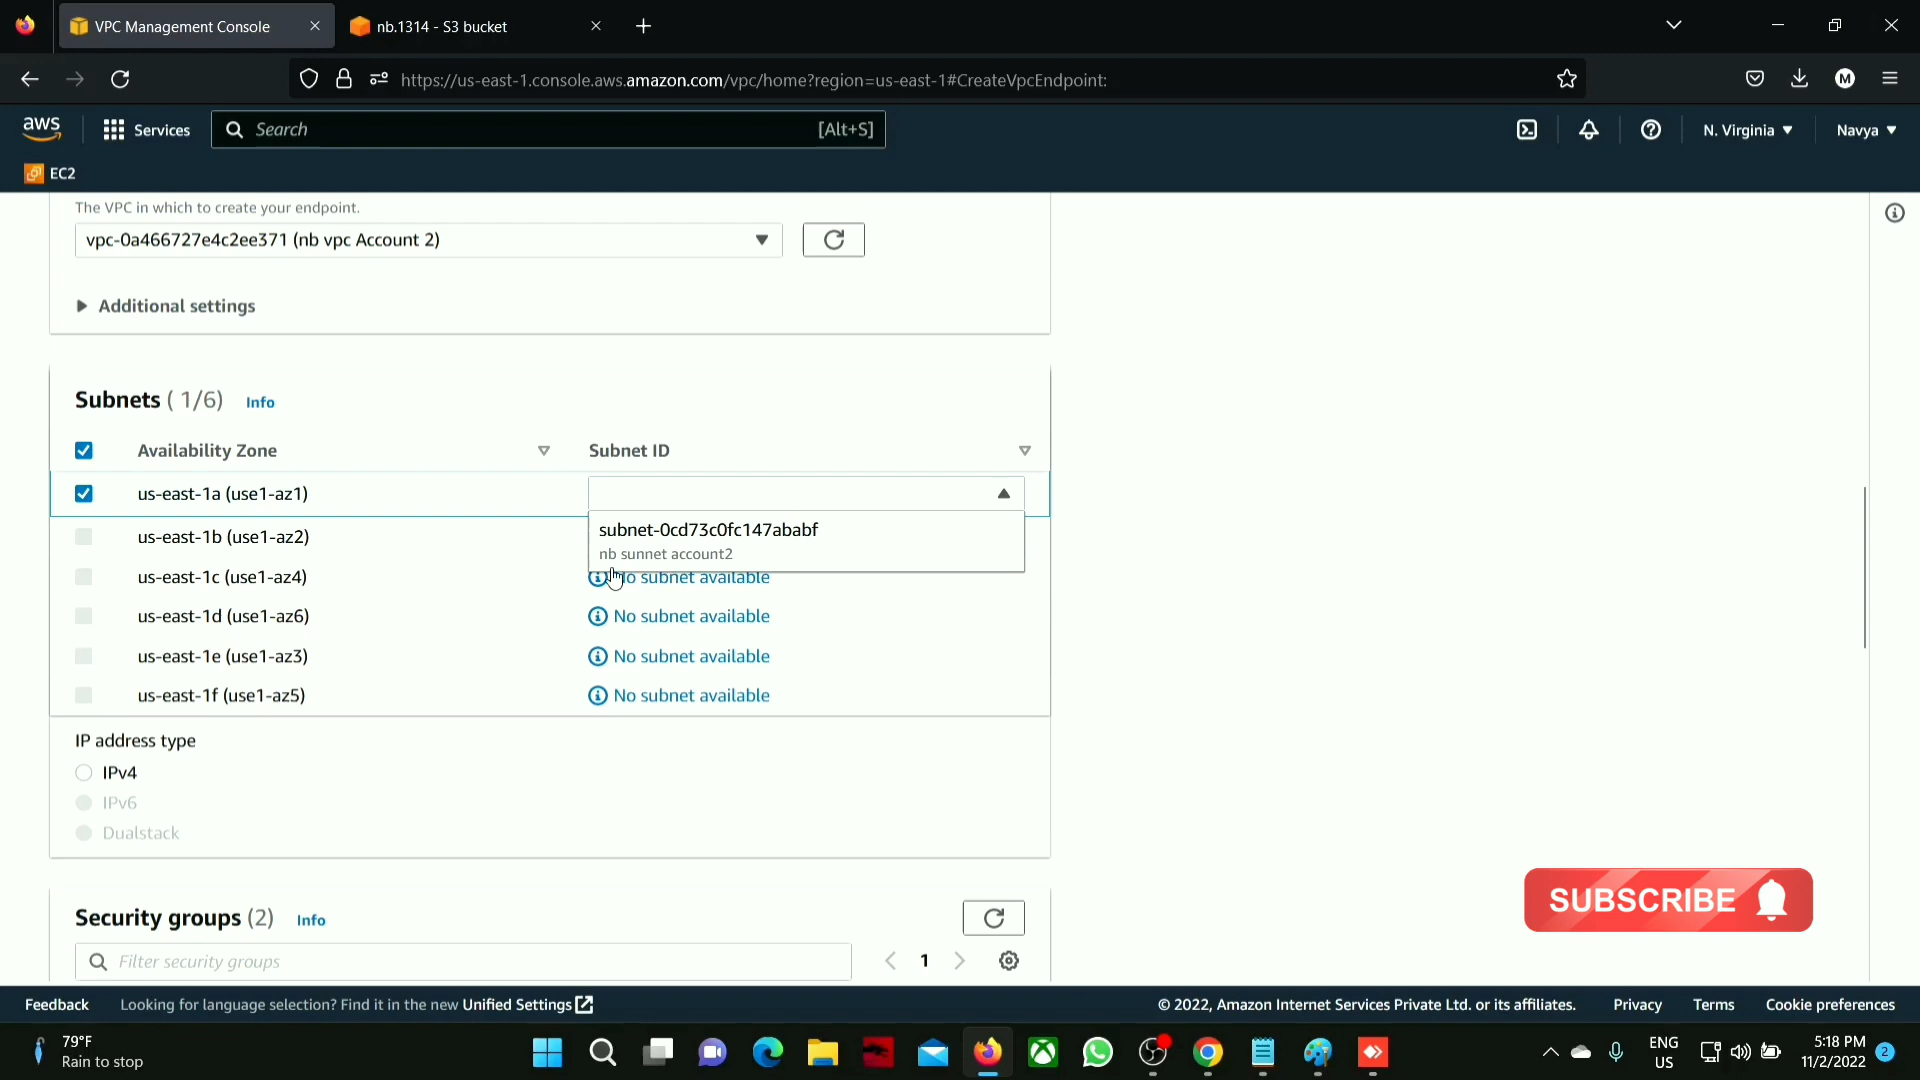 VPC Management Console
nb.1314 - S3 bucket
https://us-east-1.console.aws.amazon.com/vpc/home?region=us-east-1#CreateVpcEndpoint:
M
aws
Services
Search
[Alt+S]
N. Virginia
Navya
EC2
The VPC in which to create your endpoint.
vpc-0a466727e4c2ee371 (nb vpc Account 2)
Additional settings
Subnets ( 1/6) Info
Availability Zone
Subnet ID
us-east-1a (use1-az1)
subnet-0cd73c0fc147ababf
us-east-1b (use1-az2)
nb sunnet account2
us-east-1c (use1-az4)
No subnet available
us-east-1d (use1-az6)
No subnet available
us-east-1e (use1-az3)
No subnet available
us-east-1f (use1-az5)
No subnet available
IP address type
IPv4
IPv6
Dualstack
SUBSCRIBE
Security groups (2) Info
Filter security groups
1
Feedback
Looking for language selection? Find it in the new Unified Settings
© 2022, Amazon Internet Services Private Ltd. or its affiliates.
Privacy
Terms
Cookie preferences
79°F
Rain to stop
ENG
US
5:18 PM
11/2/2022
2